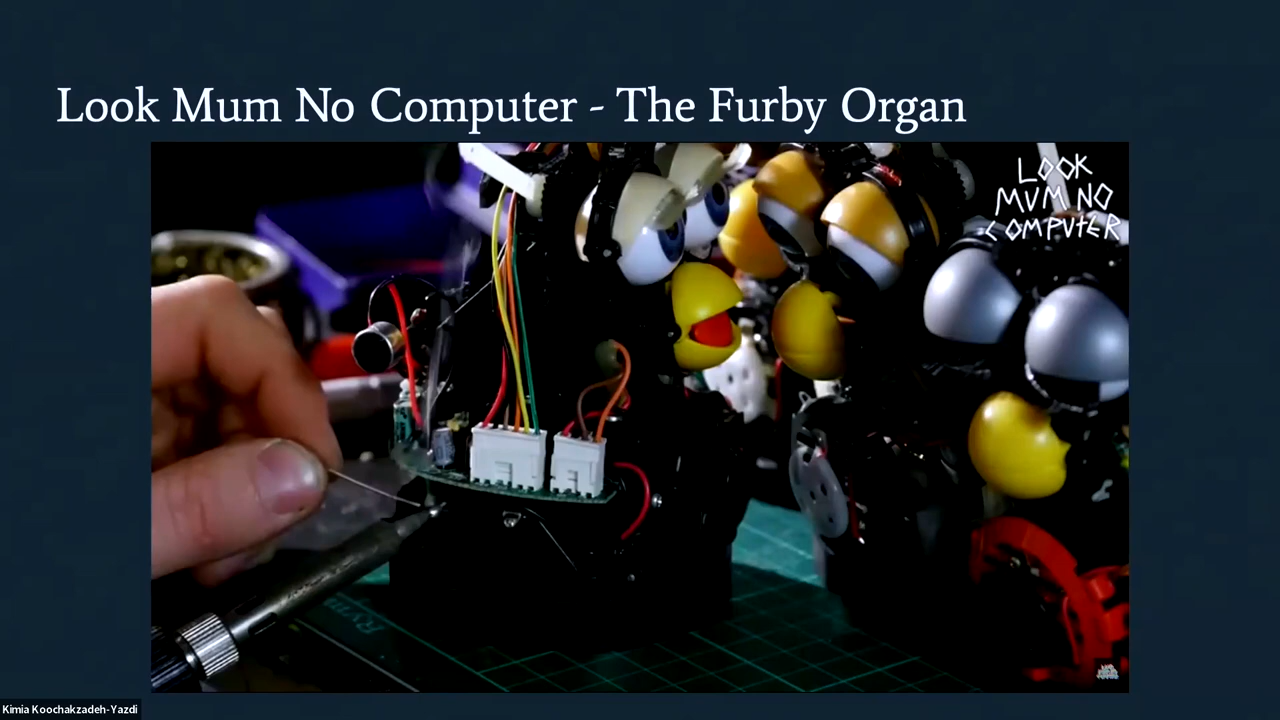 Look Mum No Computer - The Furby Organ
LOOK
MUM NO
COMPUTER
Kimia Koochakzadeh-Yazdi